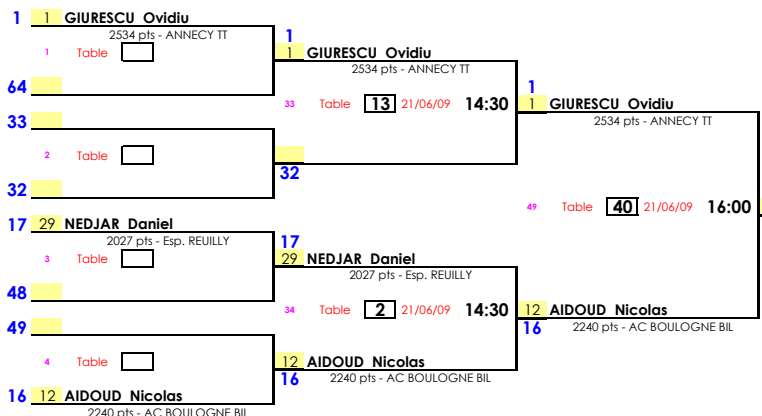 1 1 GIURESCU Ovidiu
2534 pts - ANNECY TT
1 Table
1
1 GIURESCU Ovidiu
2534 pts - ANNECY TT
64
33
33 Table 13 21/06/09 14:30
1
1 GIURESCU Ovidiu
2534 pts - ANNECY TT
2 Table
32
32
49 Table 40 21/06/09 16:00
17 29 NEDJAR Daniel
2027 pts - Esp. REUILLY
3 Table
17
29 NEDJAR Daniel
2027 pts - Esp. REUILLY
48
34 Table 2 21/06/09 14:30
12 AIDOUD Nicolas
16 2240 pts - AC BOULOGNE BIL
49
4 Table
12 AIDOUD Nicolas
16 2240 pts - AC BOULOGNE BIL
16 12 AIDOUD Nicolas
2240 pts - AC BOULOGNE BIL